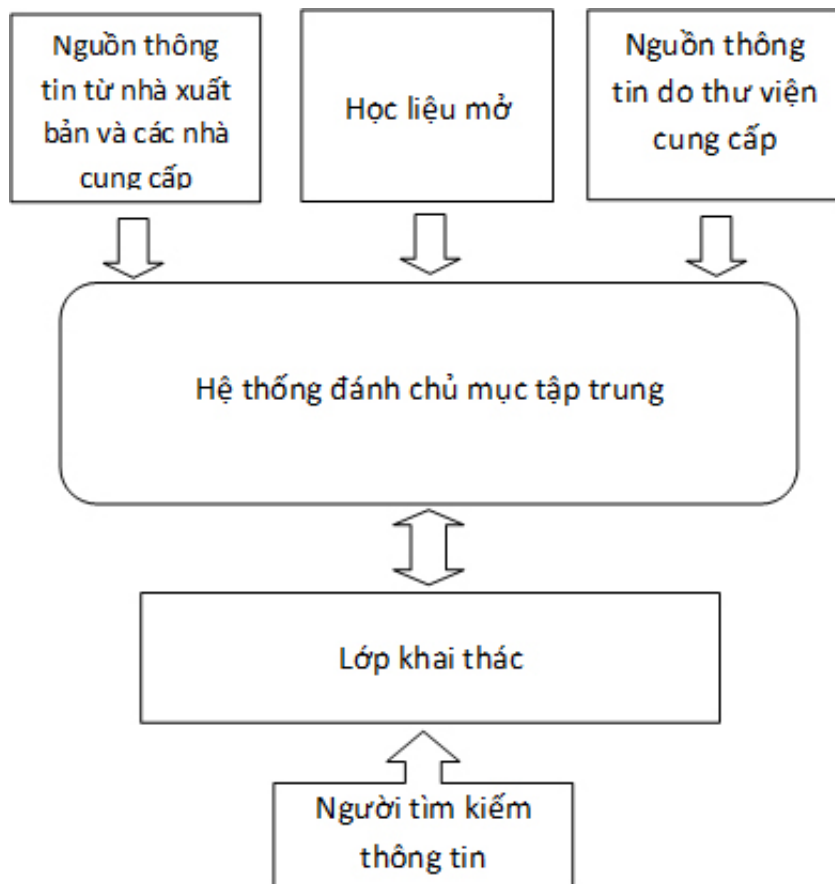 Nguồn thông
tin từ nhà xuất
bản và các nhà
cung cấp
Học liệu mở
Nguồn thông
tin do thư viện
cung cấp
Hệ thống đánh chủ mục tập trung
Lớp khai thác
Người tìm kiếm
thông tin